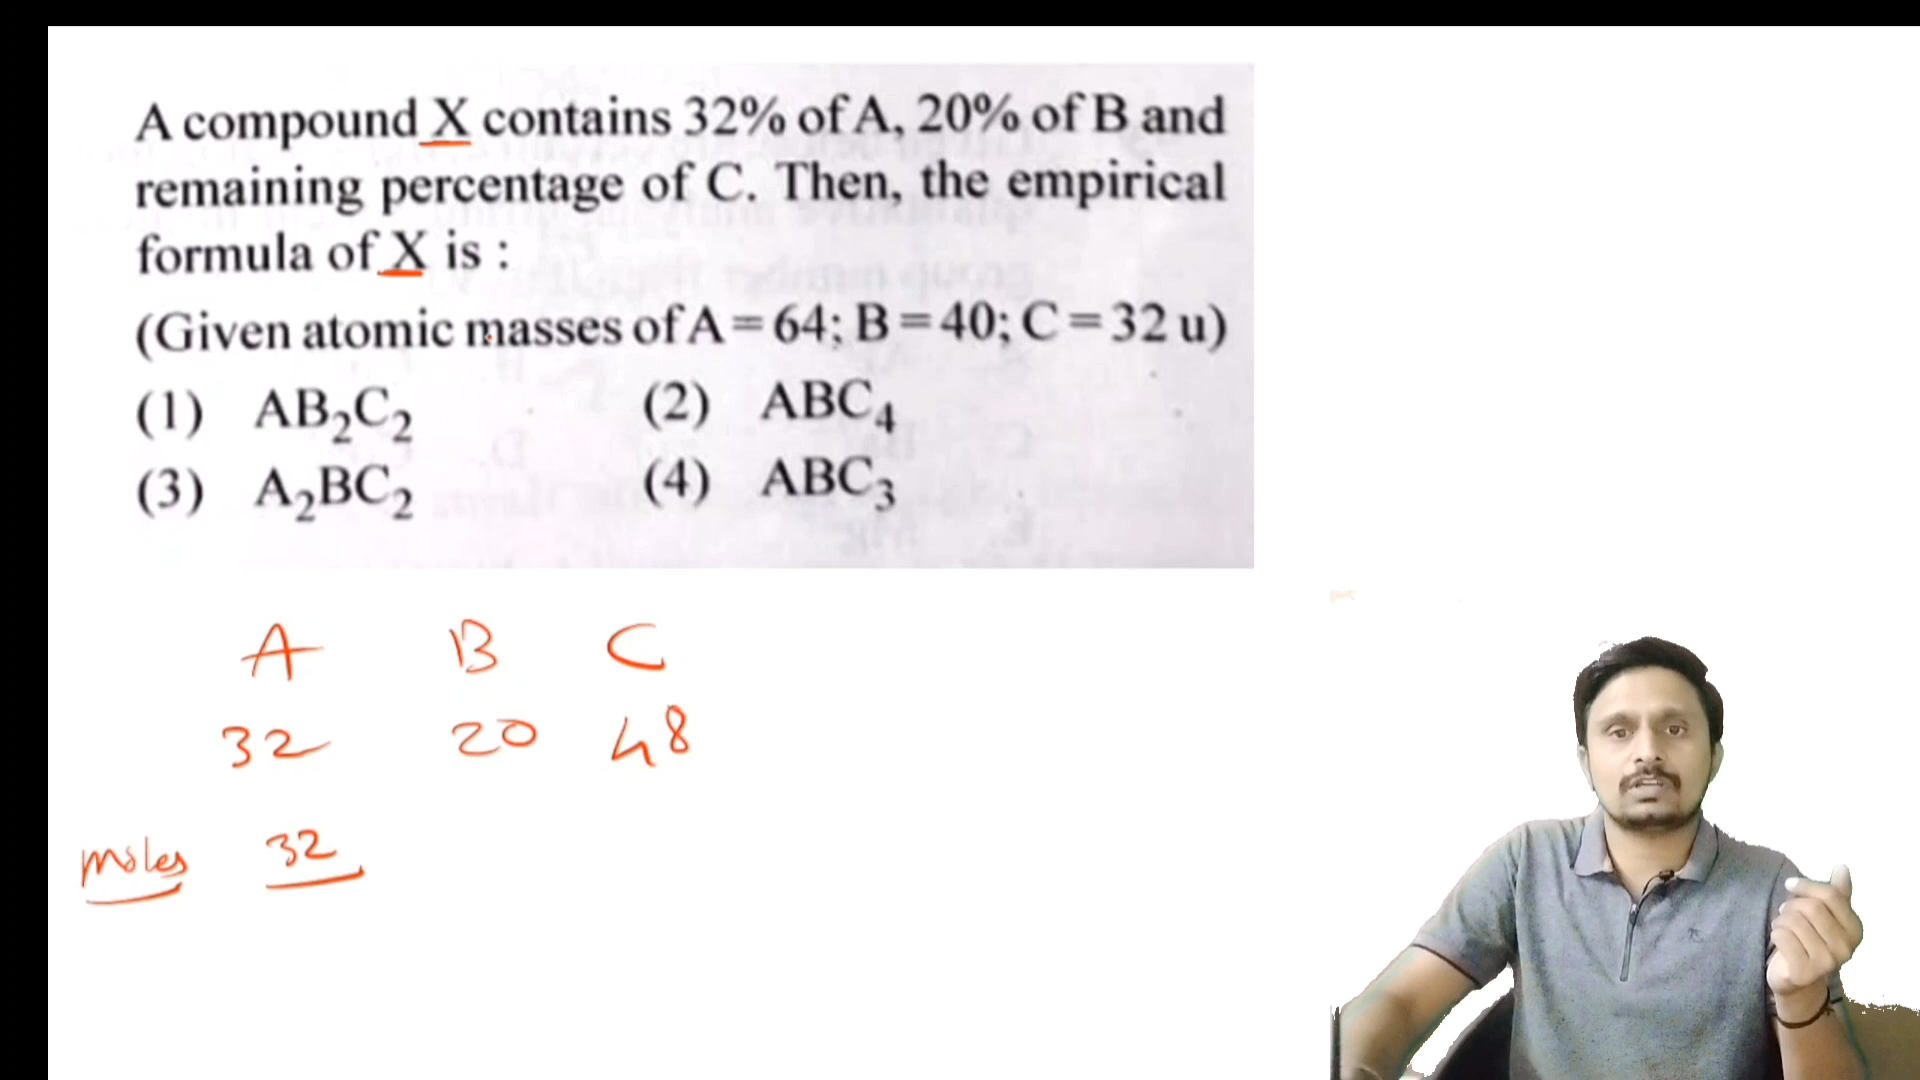 A compound X contains 32% of A, 20% of B and
remaining percentage of C. Then, the empirical
formula of X is :
(Given atomic masses of A = 64; B = 40; C = 32 u)
(1) AB₂C₂ (2) ABC₄
(3) A₂BC₂ (4) ABC₃
A B C
32 20 48
moles 32